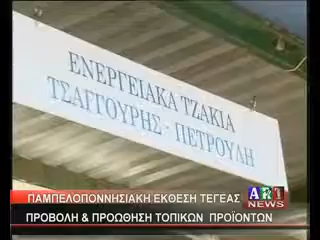 ΕΝΕΡΓΕΙΑΚΑ ΤΖΑΚΙΑ
ΤΣΑΓΓΟΥΡΗΣ - ΠΕΤΡΟΥΛΗ
ΠΑΜΠΕΛΟΠΟΝΝΗΣΙΑΚΗ ΕΚΘΕΣΗ ΤΕΓΕΑΣ
ΠΡΟΒΟΛΗ & ΠΡΟΩΘΗΣΗ ΤΟΠΙΚΩΝ ΠΡΟΪΟΝΤΩΝ
ART
NEWS